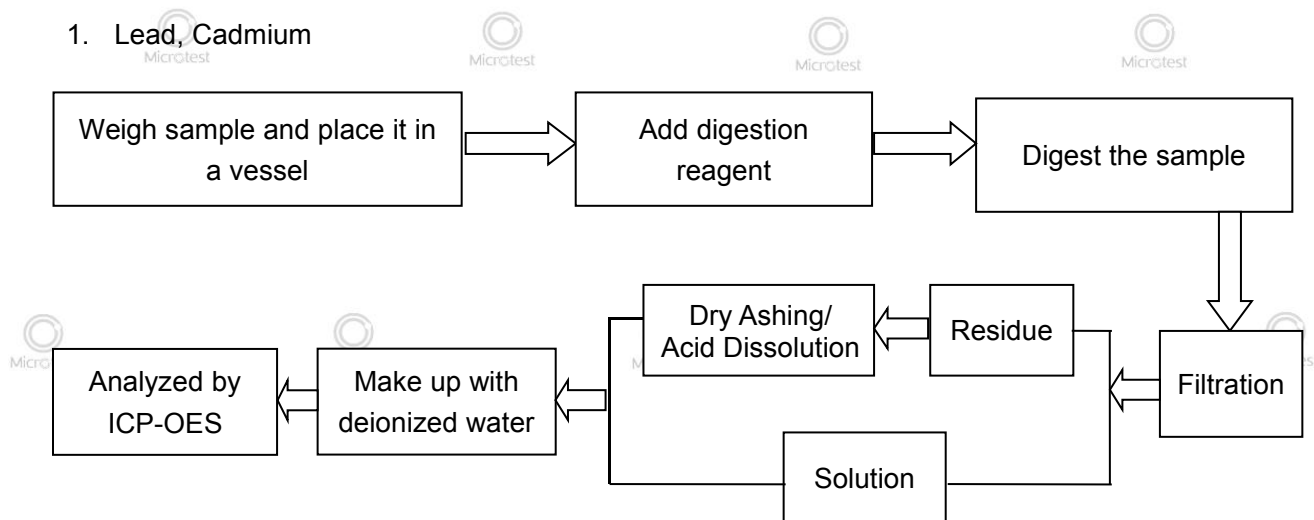 1. Lead, Cadmium
Microtest
Microtest
Microtest
Microtest
Weigh sample and place it in
a vessel
Add digestion
reagent
Digest the sample
Dry Ashing/
Acid Dissolution
Residue
Filtration
Analyzed by
ICP-OES
Make up with
deionized water
Solution